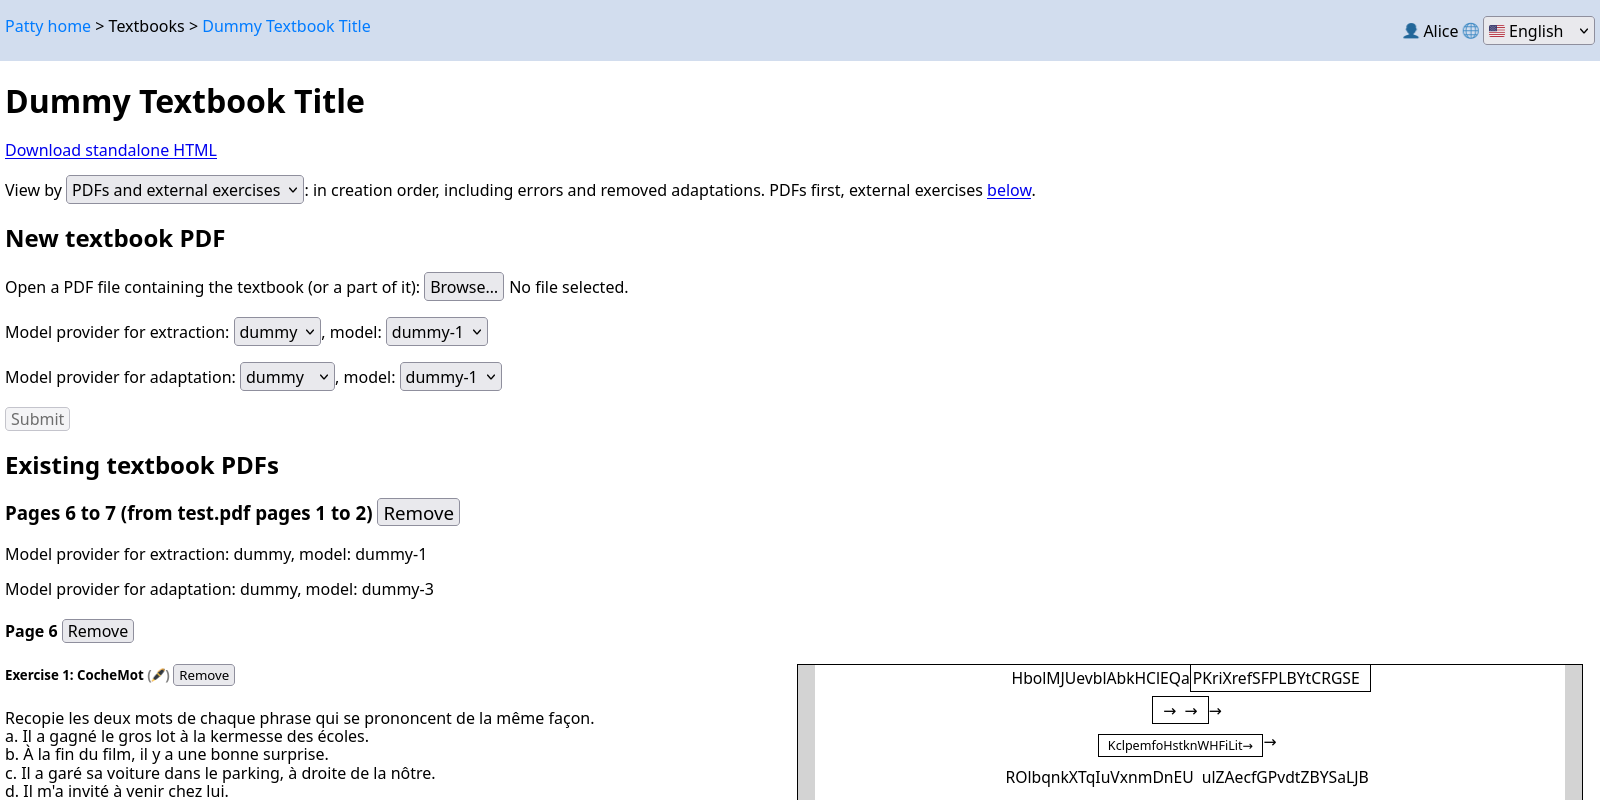 Patty home > Textbooks > Dummy Textbook Title
👤 Alice 🌐 🇺🇸 English
Dummy Textbook Title
Download standalone HTML
View by PDFs and external exercises : in creation order, including errors and removed adaptations. PDFs first, external exercises below.
New textbook PDF
Open a PDF file containing the textbook (or a part of it): Browse... No file selected.
Model provider for extraction: dummy , model: dummy-1
Model provider for adaptation: dummy , model: dummy-1
Submit
Existing textbook PDFs
Pages 6 to 7 (from test.pdf pages 1 to 2) Remove
Model provider for extraction: dummy, model: dummy-1
Model provider for adaptation: dummy, model: dummy-3
Page 6 Remove
Exercise 1: CocheMot (🖋) Remove
Recopie les deux mots de chaque phrase qui se prononcent de la même façon.
a. Il a gagné le gros lot à la kermesse des écoles.
b. À la fin du film, il y a une bonne surprise.
c. Il a garé sa voiture dans le parking, à droite de la nôtre.
d. Il m'a invité à venir chez lui.
HbolMJUevblAbkHClEQa PKriXrefSFPLBYtCRGSE
→ → →
KclpemfoHstknWHFiLit→ →
ROlbqnkXTqIuVxnmDnEU ulZAecfGPvdtZBYSaLJB